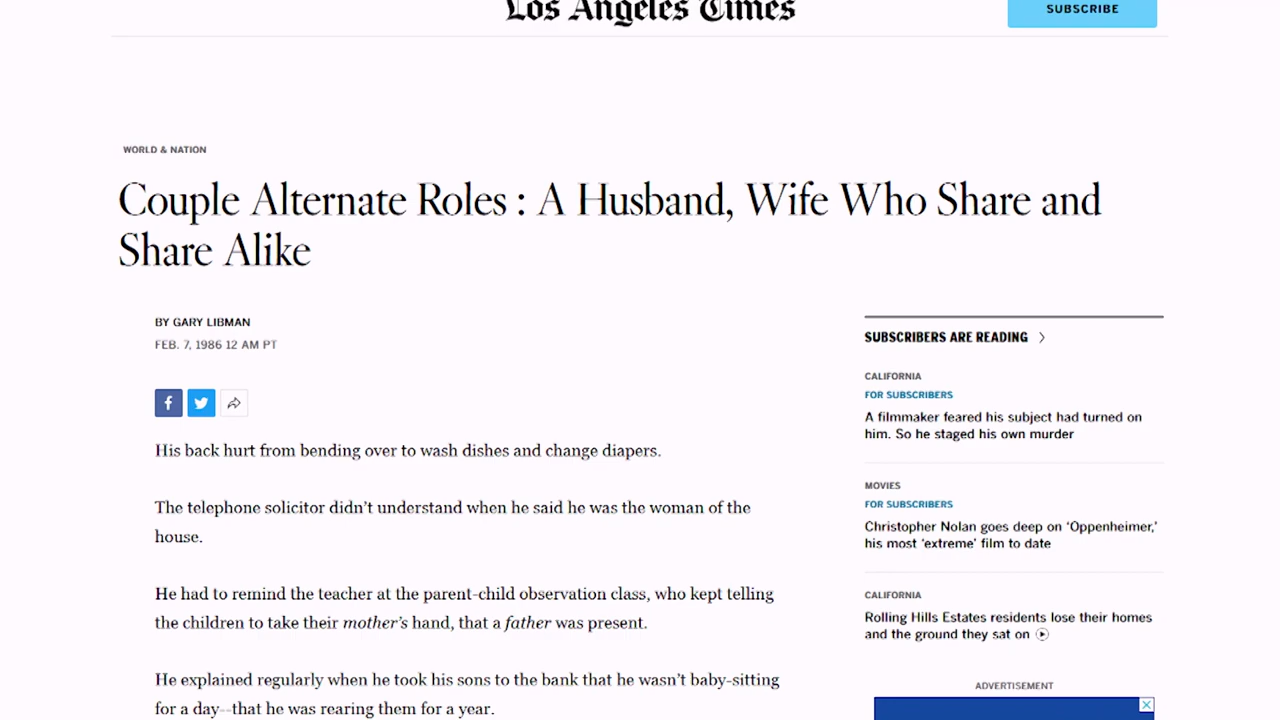 Los Angeles Times
SUBSCRIBE
WORLD & NATION
Couple Alternate Roles : A Husband, Wife Who Share and
Share Alike
BY GARY LIBMAN
FEB. 7, 1986 12 AM PT
His back hurt from bending over to wash dishes and change diapers.
The telephone solicitor didn’t understand when he said he was the woman of the
house.
He had to remind the teacher at the parent-child observation class, who kept telling
the children to take their mother’s hand, that a father was present.
He explained regularly when he took his sons to the bank that he wasn’t baby-sitting
for a day--that he was rearing them for a year.
SUBSCRIBERS ARE READING
CALIFORNIA
FOR SUBSCRIBERS
A filmmaker feared his subject had turned on
him. So he staged his own murder
MOVIES
FOR SUBSCRIBERS
Christopher Nolan goes deep on ‘Oppenheimer,’
his most ‘extreme’ film to date
CALIFORNIA
Rolling Hills Estates residents lose their homes
and the ground they sat on
ADVERTISEMENT